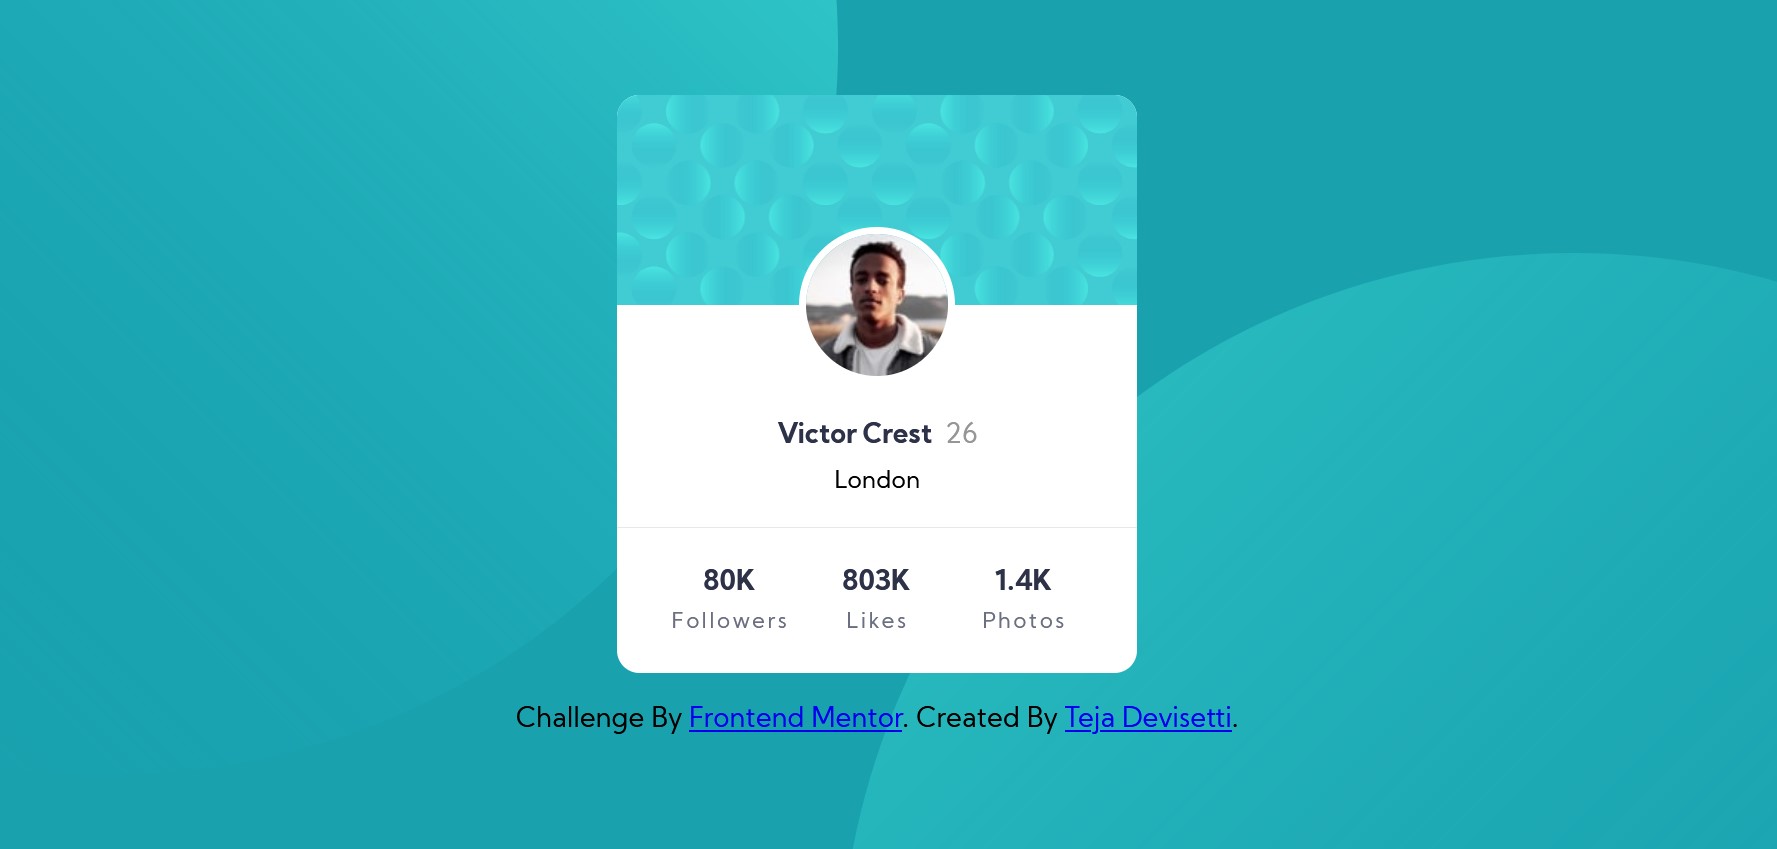 Victor Crest 26
London
80K 803K 1.4K
Followers Likes Photos
Challenge By Frontend Mentor. Created By Teja Devisetti.